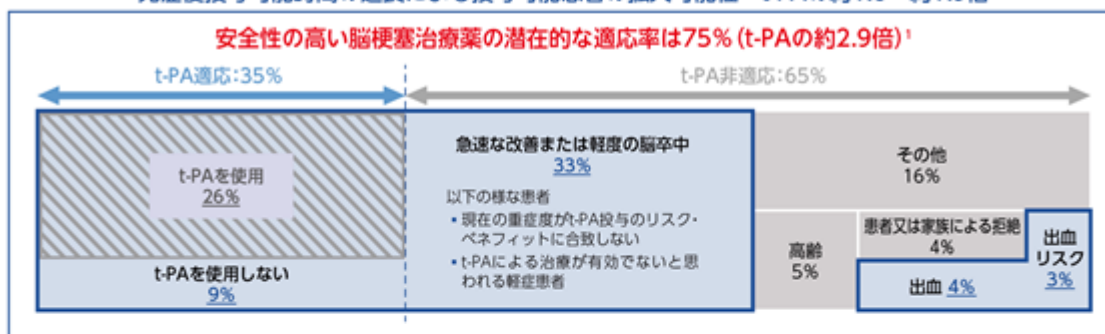 安全性の高い脳梗塞治療薬の潜在的な適応率は75%（t-PAの約2.9倍）¹
t-PA適応：35%
t-PA非適応：65%
t-PAを使用
26%
t-PAを使用しない
9%
急速な改善または軽度の脳卒中
33%
以下の様な患者
▪現在の重症度がt-PA投与のリスク・
ベネフィットに合致しない
▪t-PAによる治療が有効でないと思
われる軽症患者
その他
16%
高齢
5%
患者又は家族による拒絶
4%
出血 4%
出血
リスク
3%